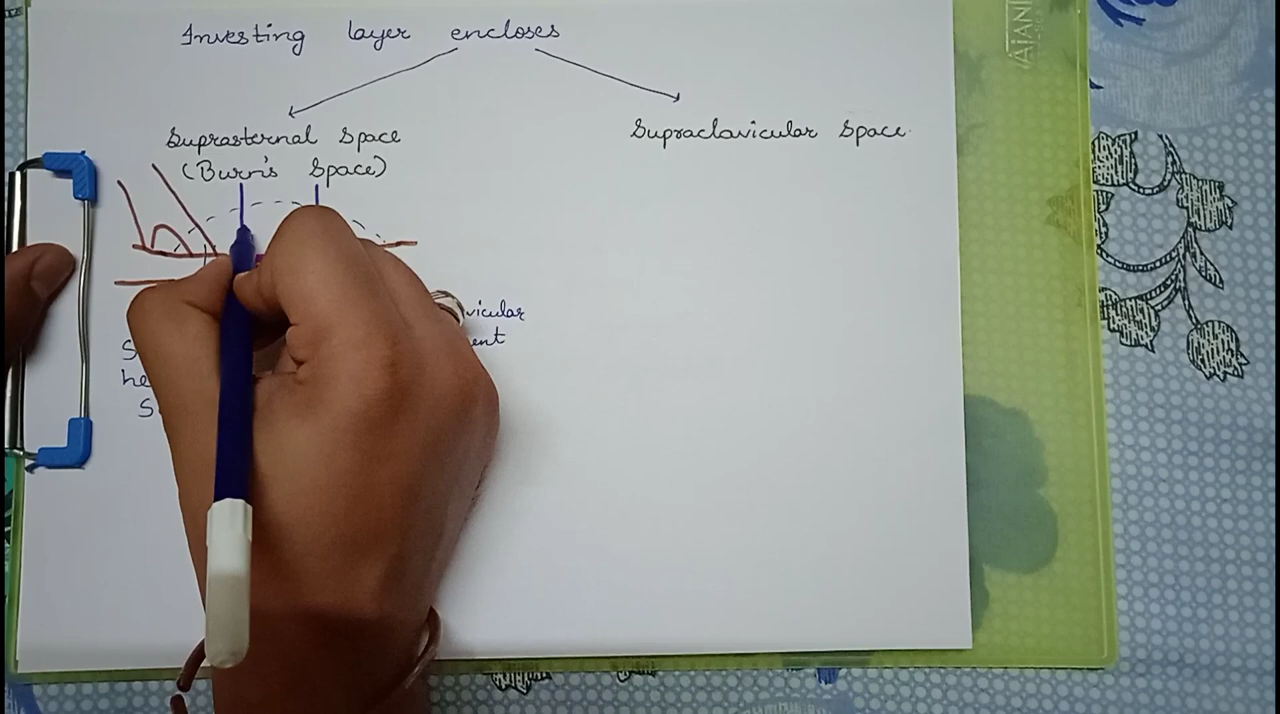 Investing layer encloses
Suprasternal Space
(Burn's Space)
Supraclavicular Space.